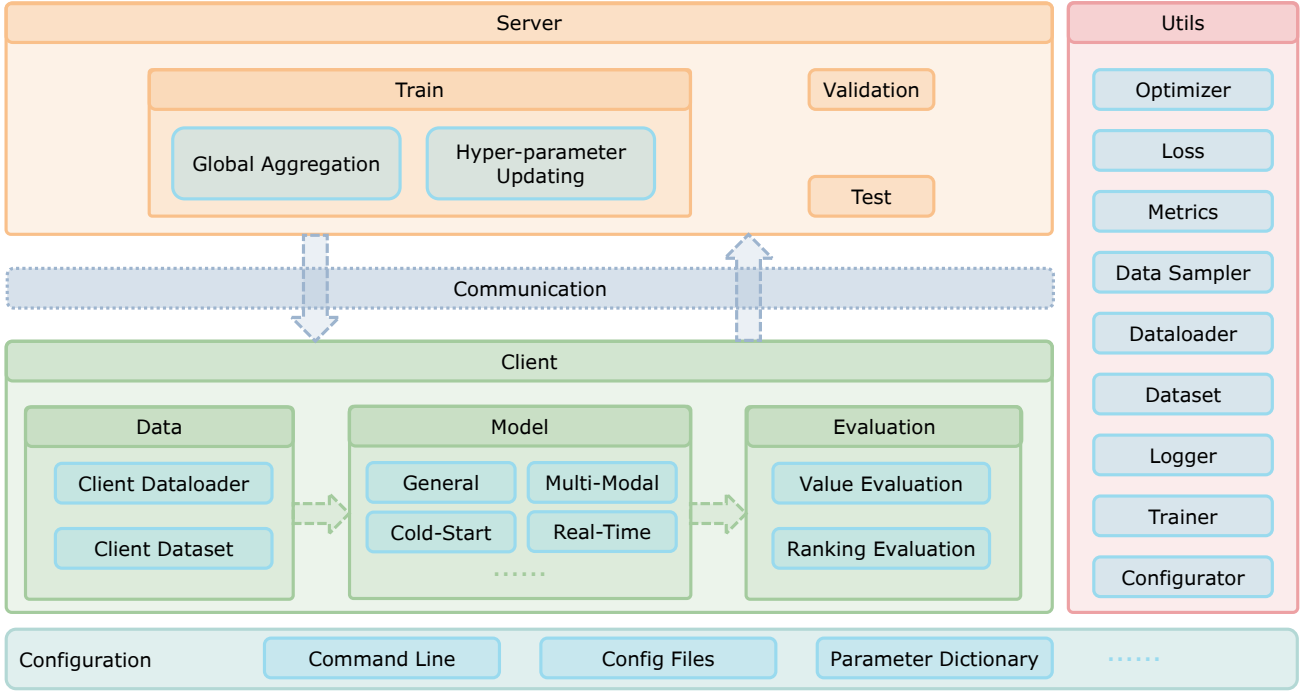 Server
Train
Global Aggregation
Hyper-parameter
Updating
Validation
Test
Communication
Client
Data
Client Dataloader
Client Dataset
Model
General
Multi-Modal
Cold-Start
Real-Time
......
Evaluation
Value Evaluation
Ranking Evaluation
Utils
Optimizer
Loss
Metrics
Data Sampler
Dataloader
Dataset
Logger
Trainer
Configurator
Configuration
Command Line
Config Files
Parameter Dictionary
......